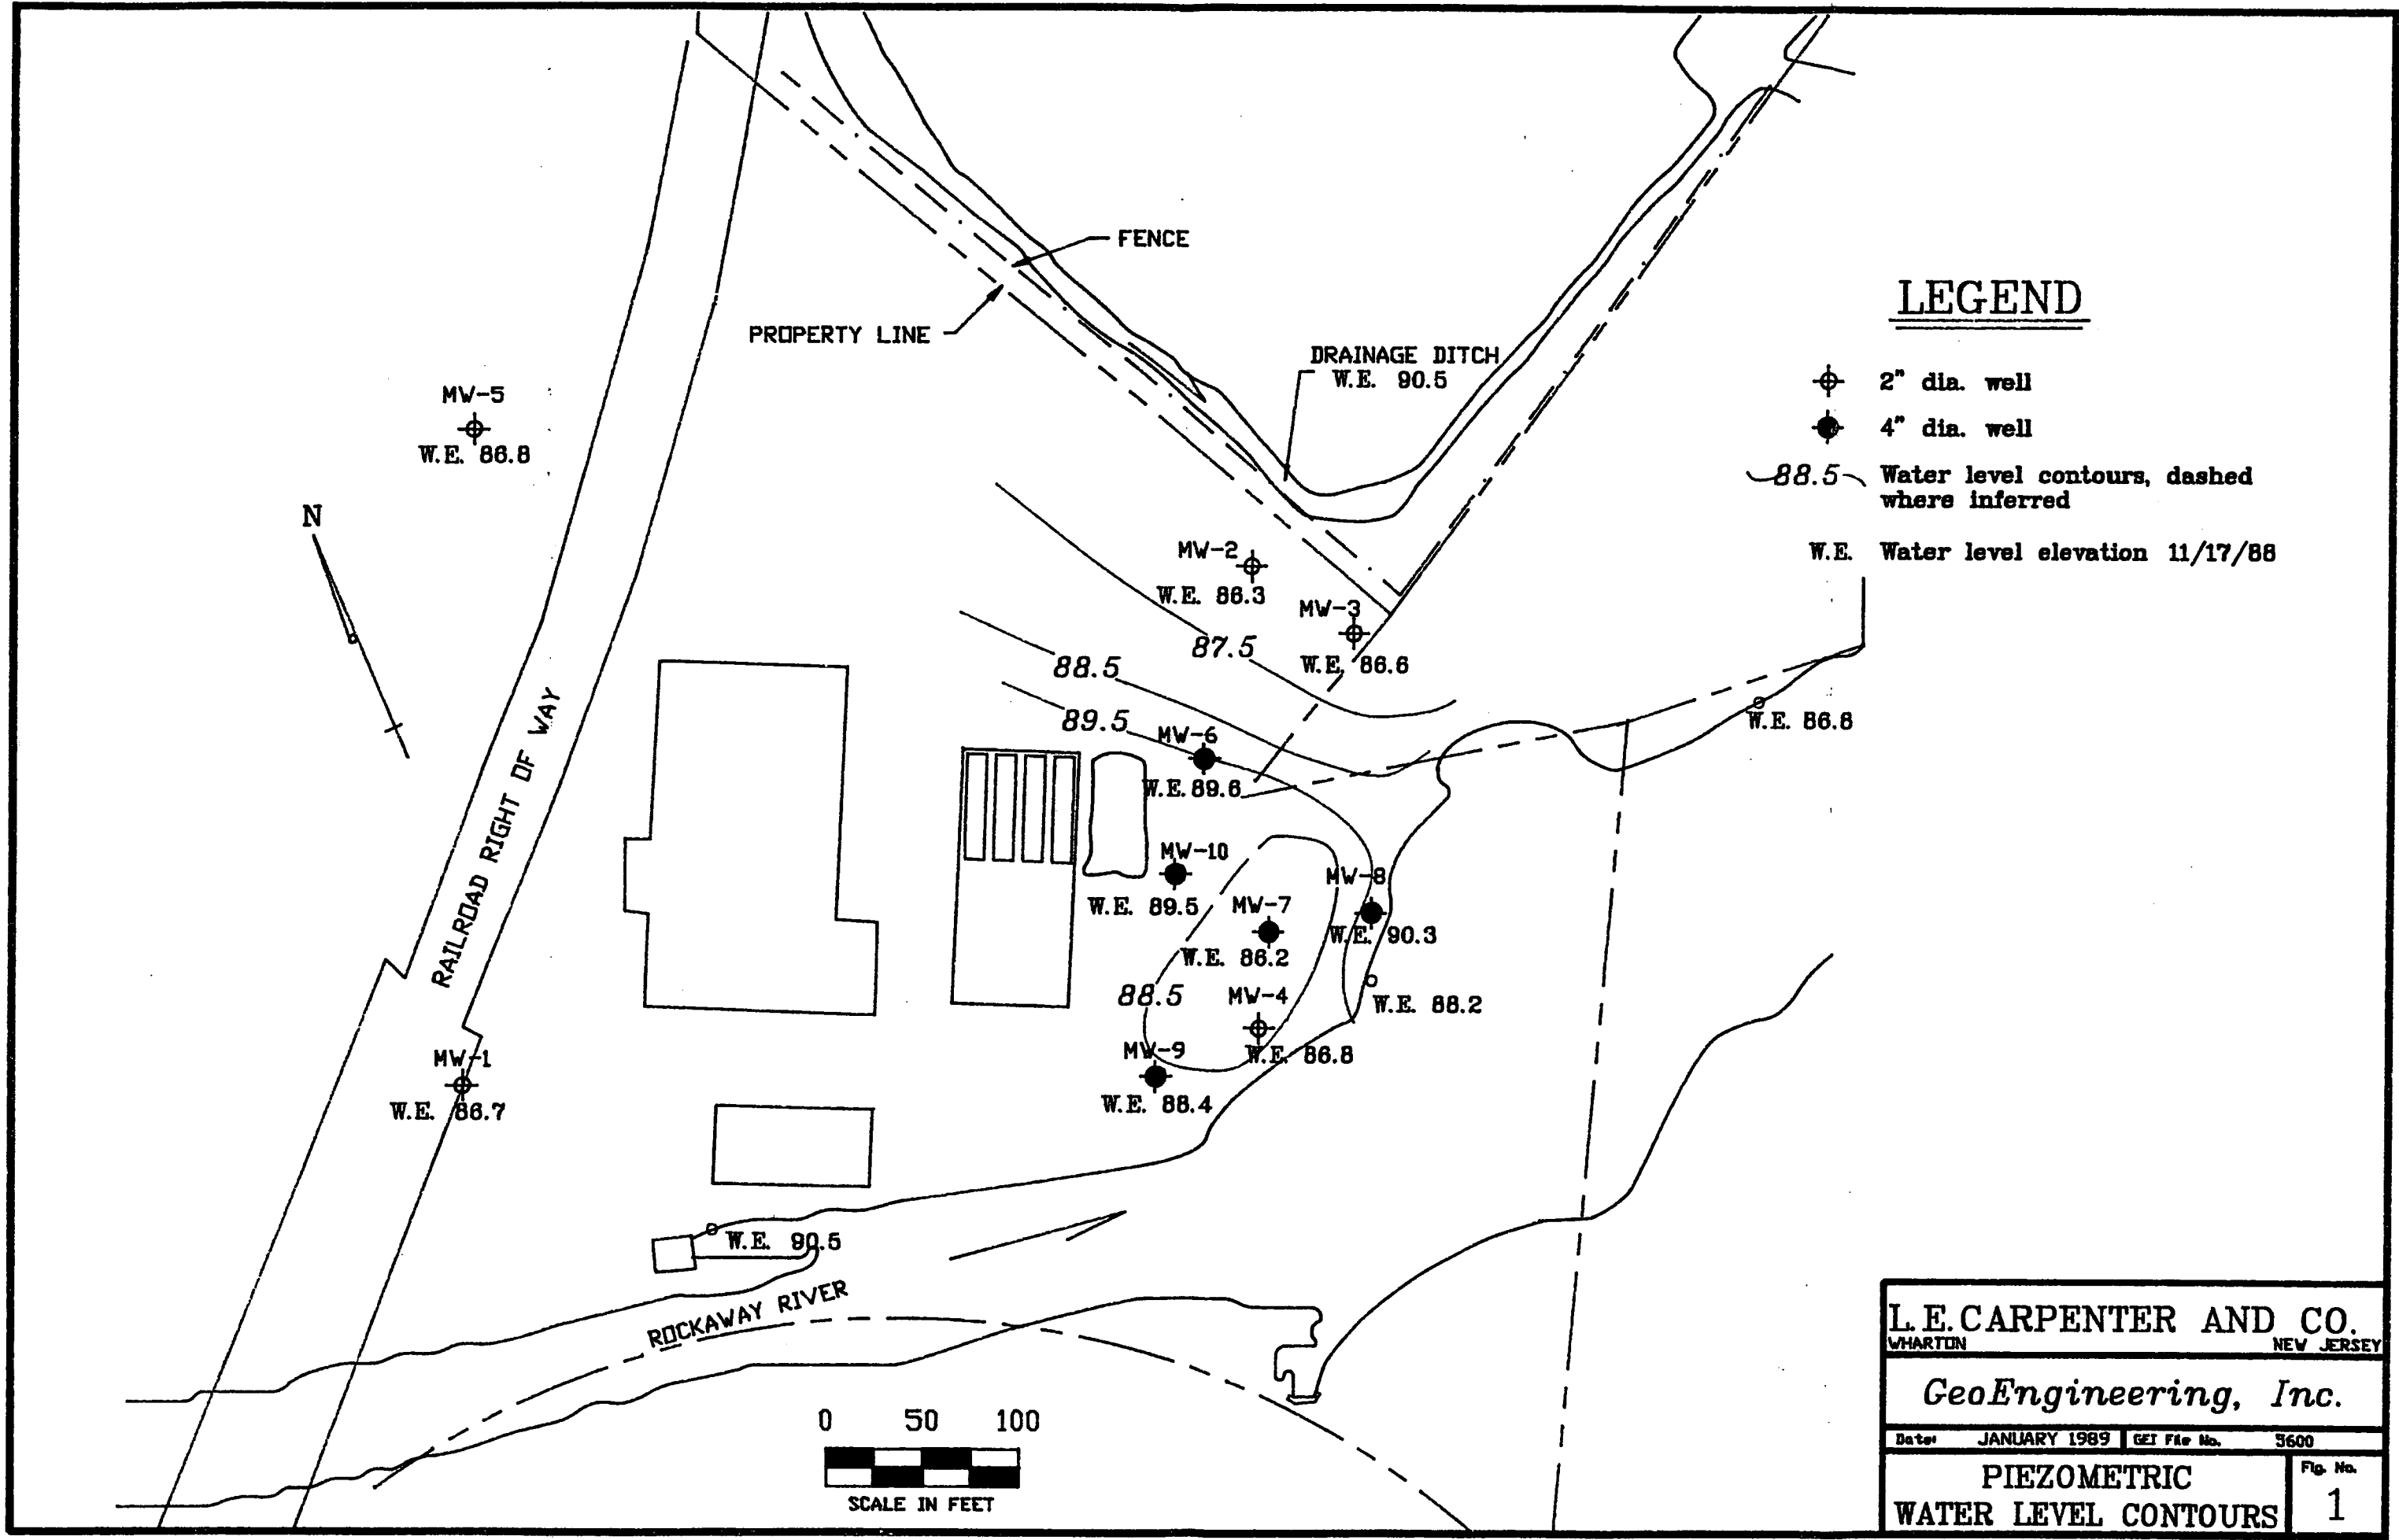 FENCE
PROPERTY LINE
DRAINAGE DITCH
W.E. 90.5
LEGEND
2" dia. well
4" dia. well
88.5 Water level contours, dashed
where inferred
W.E. Water level elevation 11/17/88
MW-5
W.E. 86.8
N
MW-2
W.E. 86.3
MW-3
W.E. 86.6
87.5
88.5
89.5
MW-6
W.E. 89.6
W.E. 86.8
RAILROAD RIGHT OF WAY
MW-10
W.E. 89.5
MW-7
W.E. 86.2
MW-8
W.E. 90.3
88.5
MW-4
W.E. 86.8
W.E. 88.2
MW-9
W.E. 88.4
MW-1
W.E. 86.7
W.E. 90.5
ROCKAWAY RIVER
0 50 100
SCALE IN FEET
L.E. CARPENTER AND CO.
WHARTON NEW JERSEY
GeoEngineering, Inc.
Date: JANUARY 1989 GEI File No. 5600
PIEZOMETRIC
WATER LEVEL CONTOURS
Fig. No.
1